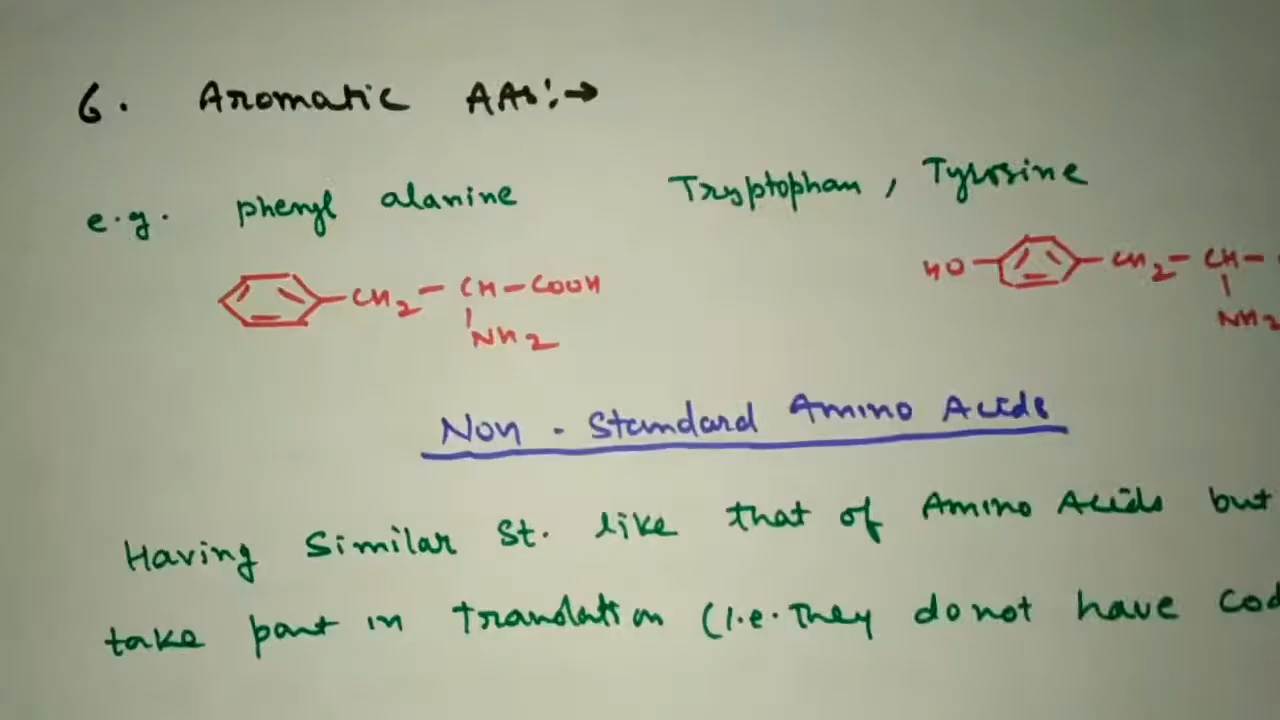 6. Aromatic AAs:→
e.g. phenyl alanine Tryptophan, Tyrosine
CH2-CH-COOH HO- CH2-CH-
NH2 NH2
Non-Standard Amino Acids
Having Similar St. like that of Amino Acids but
take part in translation (i.e. They do not have cod